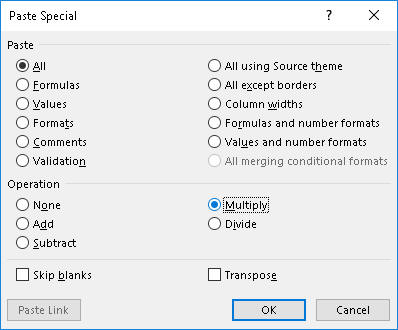 Paste Special
?
Paste
All
All using Source theme
Formulas
All except borders
Values
Column widths
Formats
Formulas and number formats
Comments
Values and number formats
Validation
All merging conditional formats
Operation
None
Multiply
Add
Divide
Subtract
Skip blanks
Transpose
Paste Link
OK
Cancel